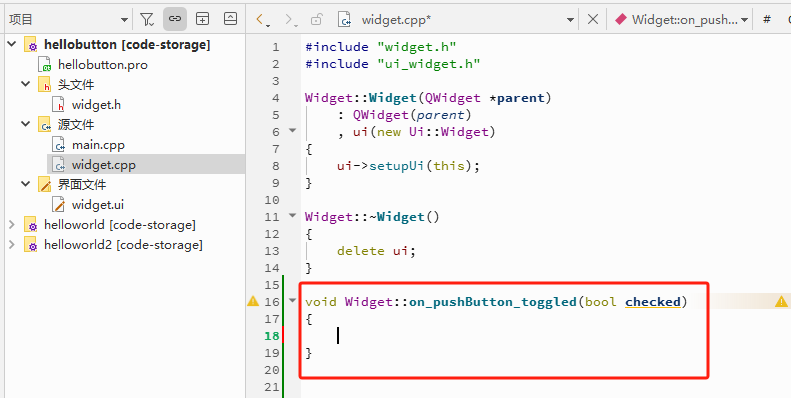 项目
widget.cpp*
Widget::on_push...
#
hellobutton [code-storage]
hellobutton.pro
头文件
widget.h
源文件
main.cpp
widget.cpp
界面文件
widget.ui
helloworld [code-storage]
helloworld2 [code-storage]
1 #include "widget.h"
2 #include "ui_widget.h"
3
4 Widget::Widget(QWidget *parent)
5     : QWidget(parent)
6     , ui(new Ui::Widget)
7 {
8     ui->setupUi(this);
9 }
10
11 Widget::~Widget()
12 {
13     delete ui;
14 }
15
16 void Widget::on_pushButton_toggled(bool checked)
17 {
18
19 }
20
21